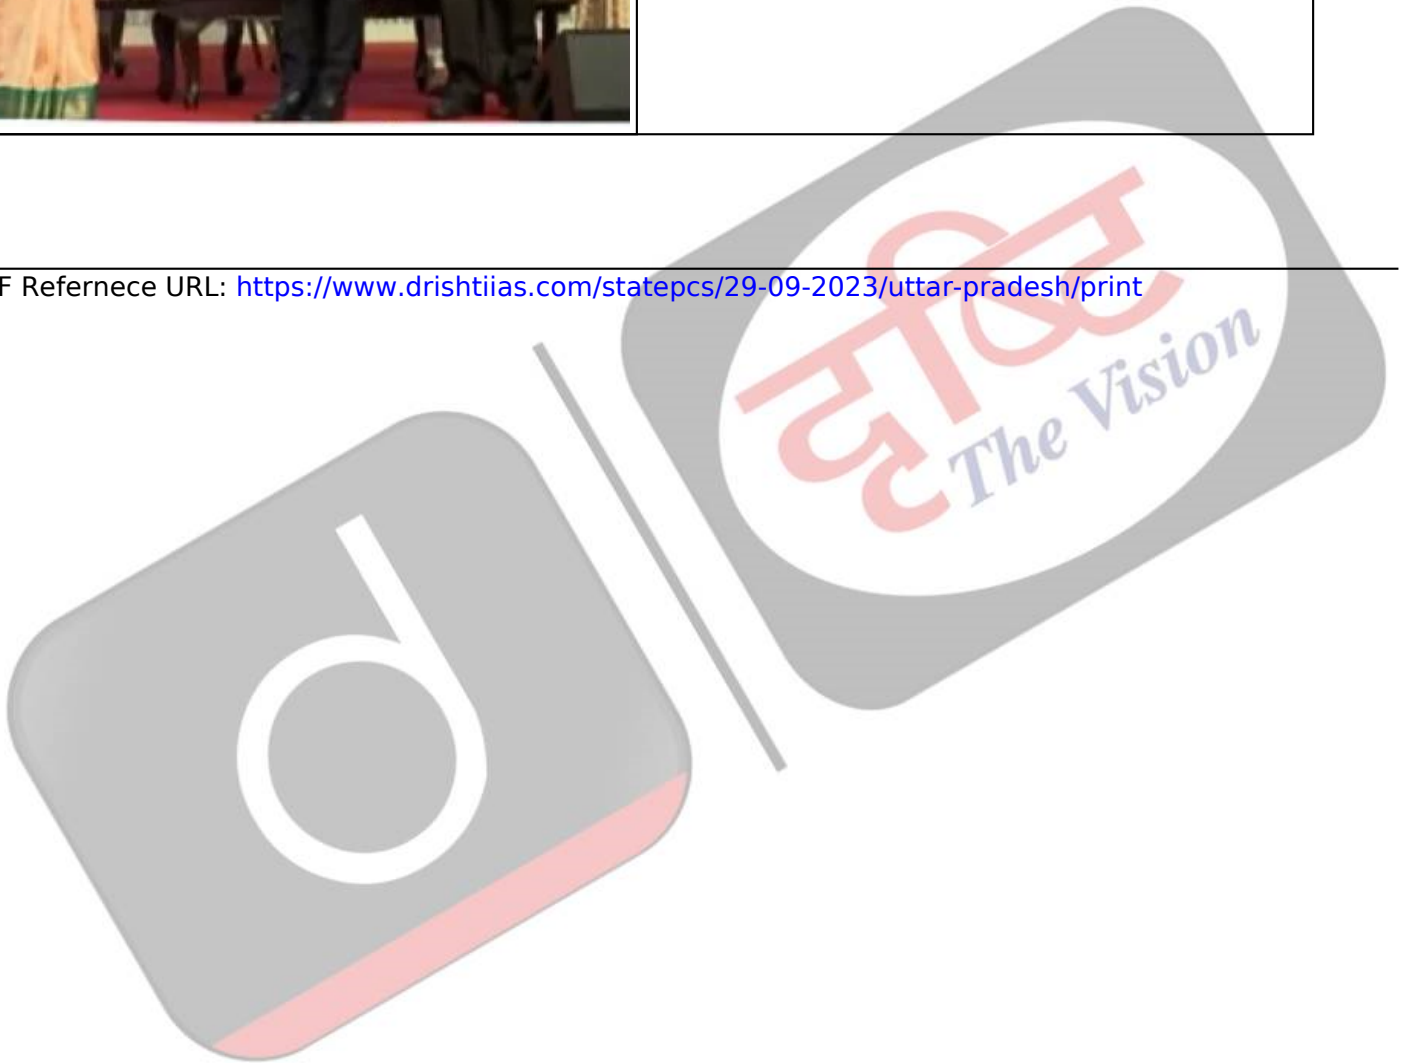 F Refernece URL: https://www.drishtiias.com/statepcs/29-09-2023/uttar-pradesh/print
दृष्टि
The Vision